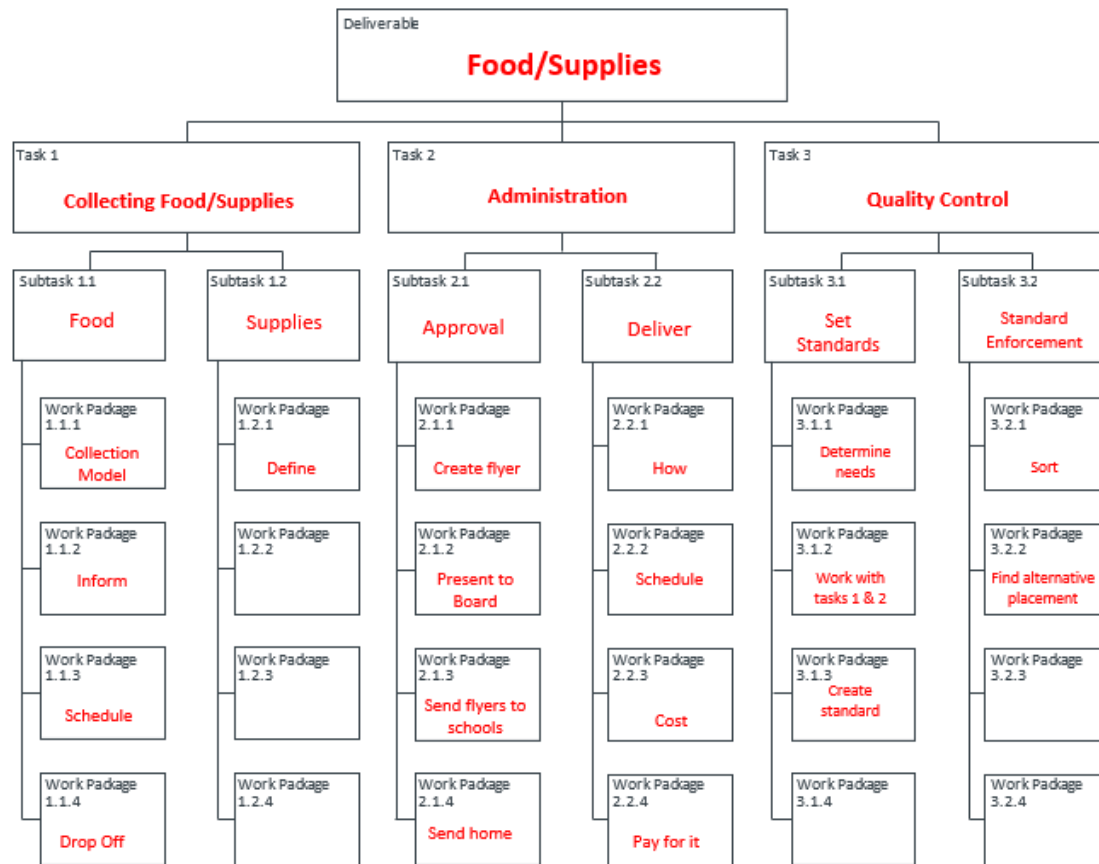 Deliverable
Food/Supplies
Task 1
Collecting Food/Supplies
Task 2
Administration
Task 3
Quality Control
Subtask 1.1
Food
Subtask 1.2
Supplies
Subtask 2.1
Approval
Subtask 2.2
Deliver
Subtask 3.1
Set
Standards
Subtask 3.2
Standard
Enforcement
Work Package
1.1.1
Collection
Model
Work Package
1.2.1
Define
Work Package
2.1.1
Create flyer
Work Package
2.2.1
How
Work Package
3.1.1
Determine
needs
Work Package
3.2.1
Sort
Work Package
1.1.2
Inform
Work Package
1.2.2
Work Package
2.1.2
Present to
Board
Work Package
2.2.2
Schedule
Work Package
3.1.2
Work with
tasks 1 & 2
Work Package
3.2.2
Find alternative
placement
Work Package
1.1.3
Schedule
Work Package
1.2.3
Work Package
2.1.3
Send flyers to
schools
Work Package
2.2.3
Cost
Work Package
3.1.3
Create
standard
Work Package
3.2.3
Work Package
1.1.4
Drop Off
Work Package
1.2.4
Work Package
2.1.4
Send home
Work Package
2.2.4
Pay for it
Work Package
3.1.4
Work Package
3.2.4